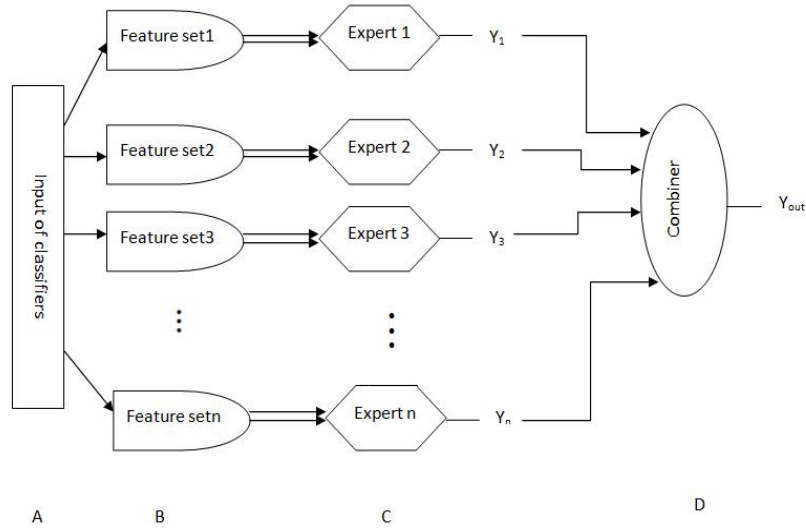 Feature set1
Expert 1
Y1
Feature set2
Expert 2
Y2
Feature set3
Expert 3
Y3
Feature setn
Expert n
Yn
Input of classifiers
Combiner
Yout
A
B
C
D